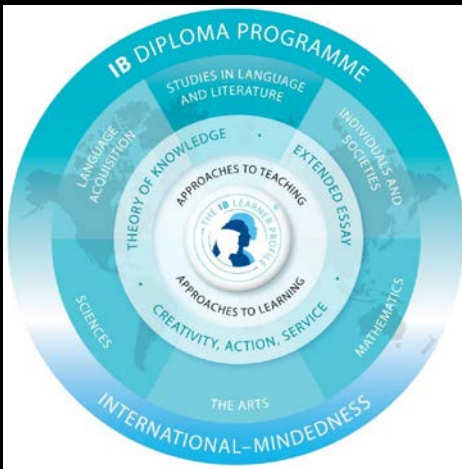 IB DIPLOMA PROGRAMME
STUDIES IN LANGUAGE
AND LITERATURE
LANGUAGE
ACQUISITION
INDIVIDUALS AND
SOCIETIES
THEORY OF KNOWLEDGE
EXTENDED ESSAY
APPROACHES TO TEACHING
THE IB LEARNER PROFILE
APPROACHES TO LEARNING
CREATIVITY, ACTION, SERVICE
SCIENCES
MATHEMATICS
THE ARTS
INTERNATIONAL-MINDEDNESS